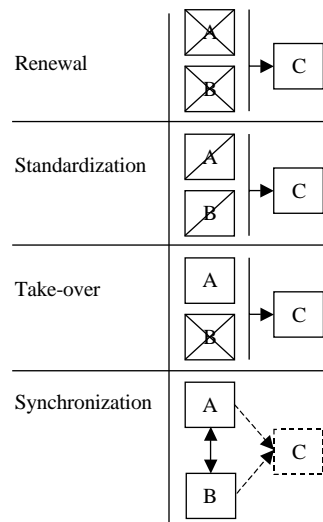 Renewal
A
B
C
Standardization
A
B
C
Take-over
A
B
C
Synchronization
A
B
C